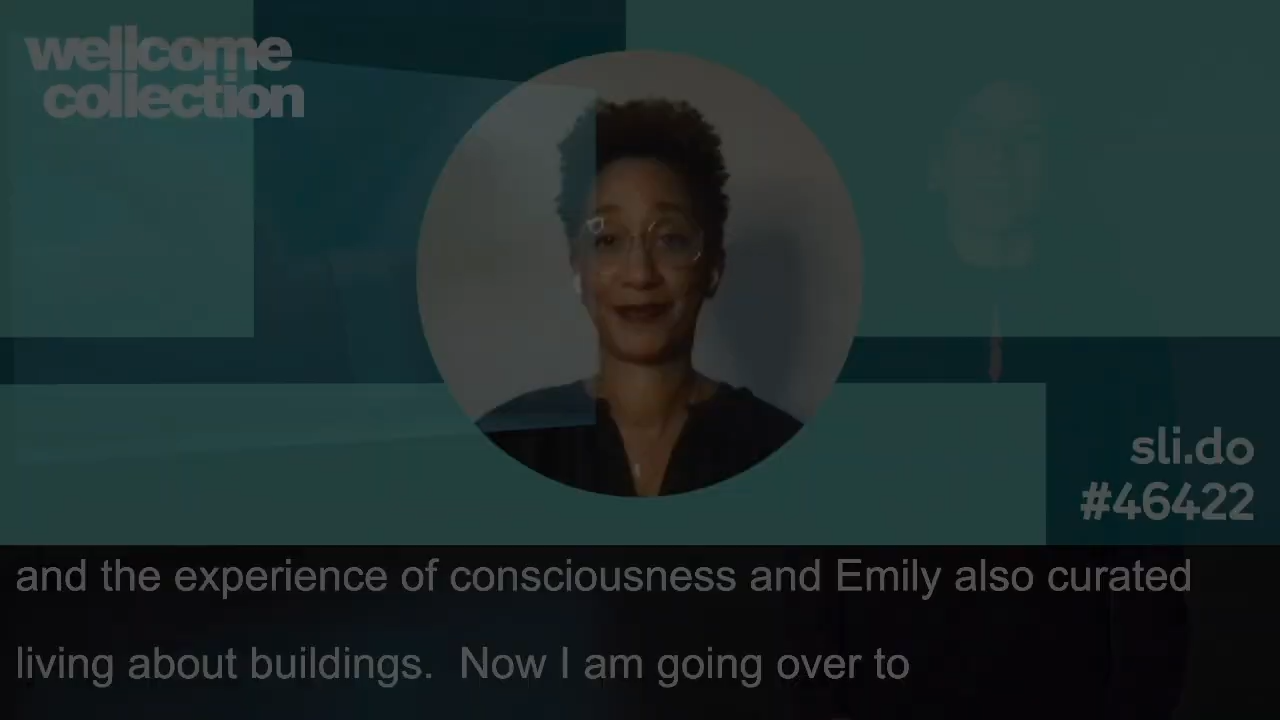 wellcome
collection
sli.do
#46422
and the experience of consciousness and Emily also curated
living about buildings.  Now I am going over to